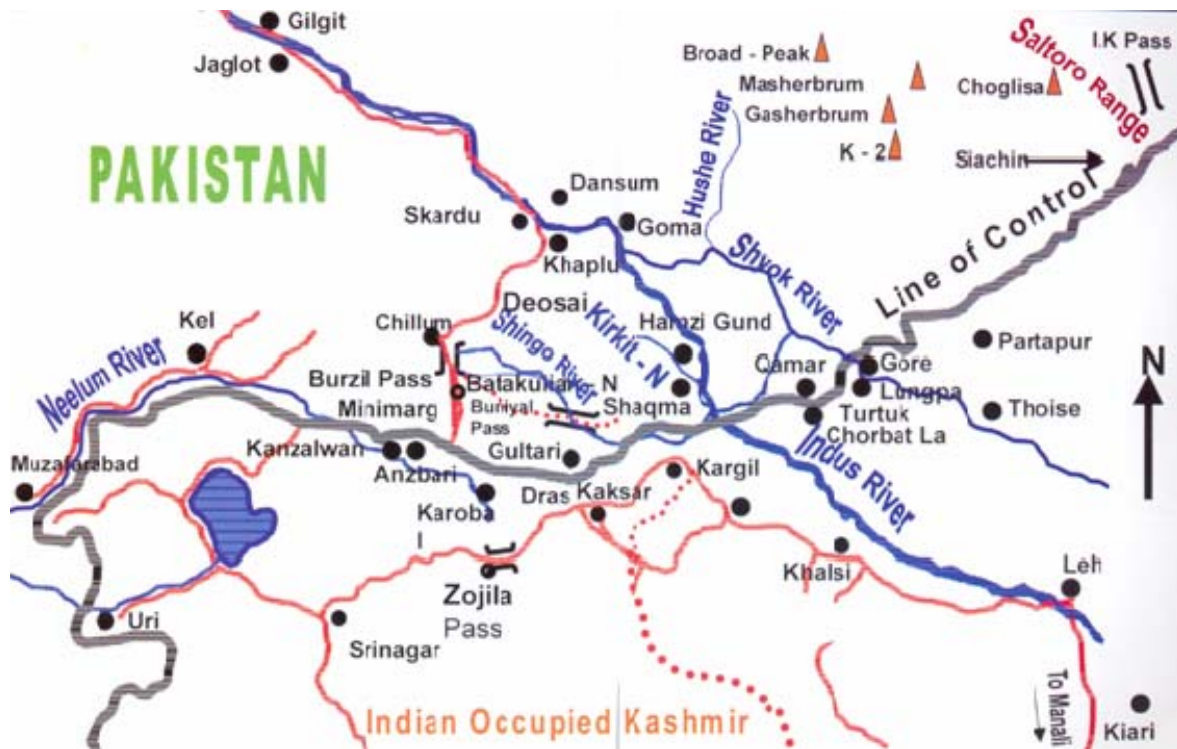 Gilgit
Jaglot
PAKISTAN
Broad - Peak
Masherbrum
Gasherbrum
K - 2
Choglisa
I.K Pass
Saltoro Range
Siachin
Line of Control
Hushe River
Dansum
Skardu
Goma
Khaplu
Shyok River
Deosai
Chillum
Shingo River
Kirkit - N
Hamzi Gund
Kel
Neelum River
Burzil Pass
Minimarg
Buniyal
Pass
Shaqma
Qamar
Gore
Lungpa
Turtuk
Chorbat La
Partapur
Thoise
N
Kanzalwan
Anzbari
Gultari
Muzafarabad
Karoba
l
Dras
Kaksar
Kargil
Indus River
Khalsi
Leh
Zojila
Pass
Uri
Srinagar
Indian Occupied Kashmir
To Manali
Kiari